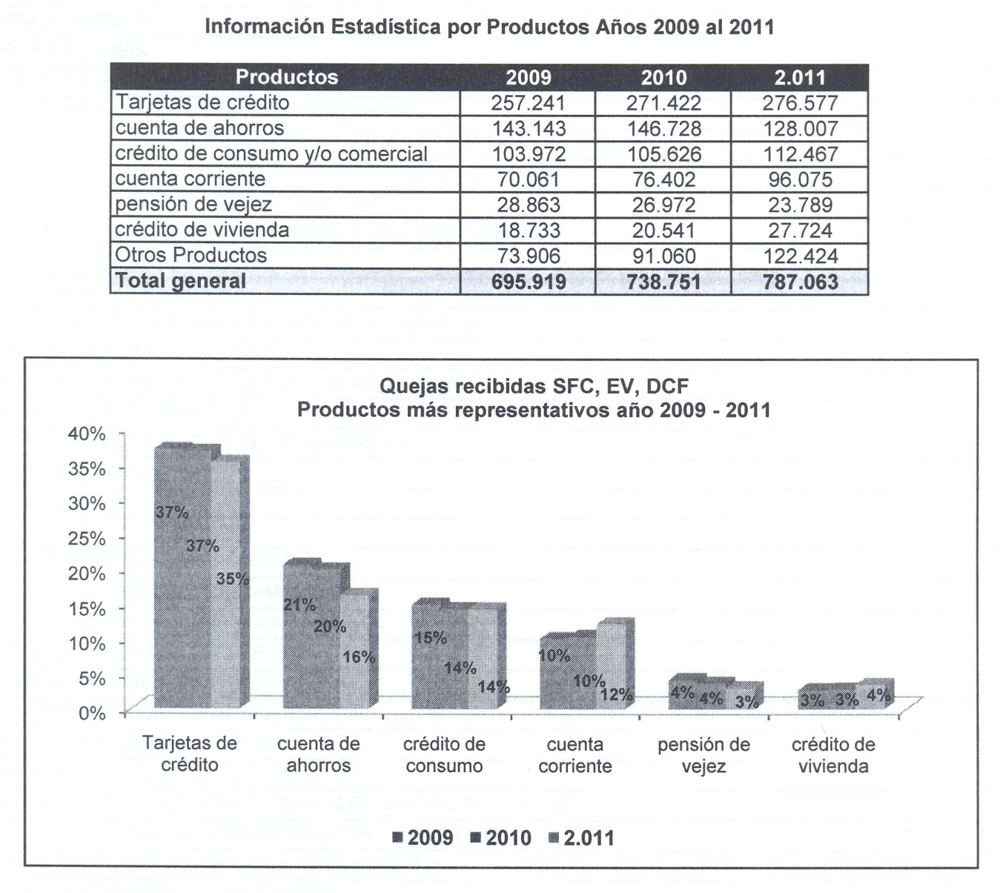 Información Estadística por Productos Años 2009 al 2011
Productos 2009 2010 2.011
Tarjetas de crédito 257.241 271.422 276.577
cuenta de ahorros 143.143 146.728 128.007
crédito de consumo y/o comercial 103.972 105.626 112.467
cuenta corriente 70.061 76.402 96.075
pensión de vejez 28.863 26.972 23.789
crédito de vivienda 18.733 20.541 27.724
Otros Productos 73.906 91.060 122.424
Total general 695.919 738.751 787.063
Quejas recibidas SFC, EV, DCF
Productos más representativos año 2009 - 2011
40%
35%
30%
25%
20%
15%
10%
5%
0%
37% 37% 35%
21% 20% 16%
15% 14% 14%
10% 10% 12%
4% 4% 3%
3% 3% 4%
Tarjetas de crédito
cuenta de ahorros
crédito de consumo
cuenta corriente
pensión de vejez
crédito de vivienda
2009 2010 2.011